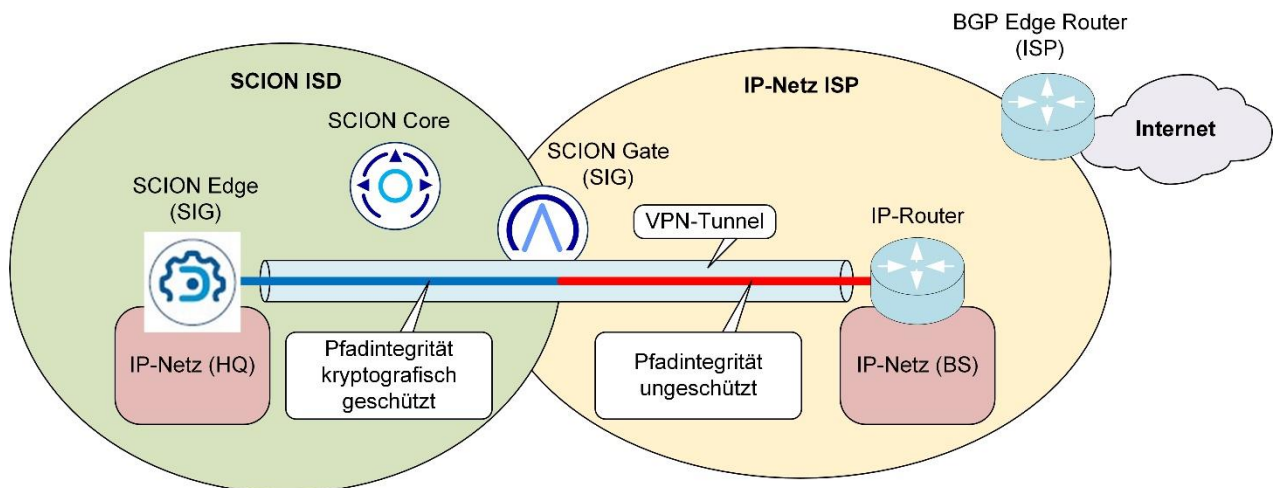 BGP Edge Router
(ISP)
SCION ISD
IP-Netz ISP
Internet
SCION Core
SCION Gate
(SIG)
SCION Edge
(SIG)
VPN-Tunnel
IP-Router
IP-Netz (HQ)
Pfadintegrität
kryptografisch
geschützt
Pfadintegrität
ungeschützt
IP-Netz (BS)